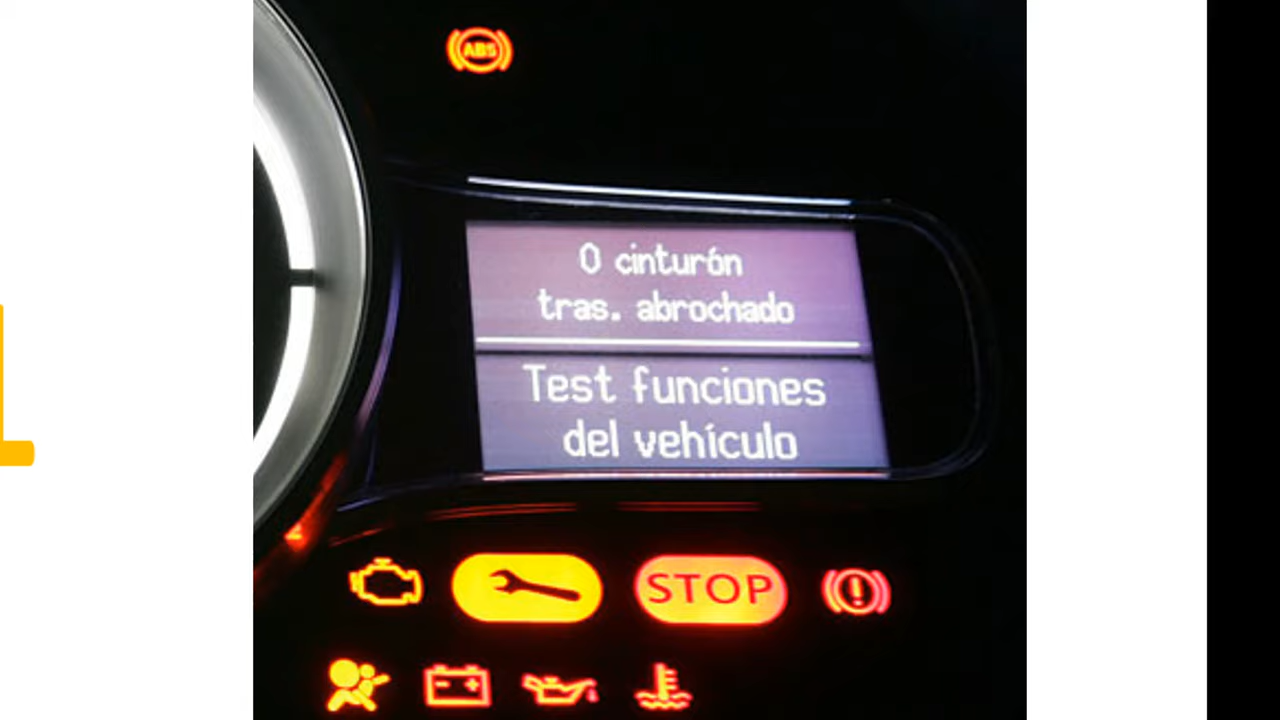 ABS
0 cinturón
tras. abrochado
Test funciones
del vehículo
STOP